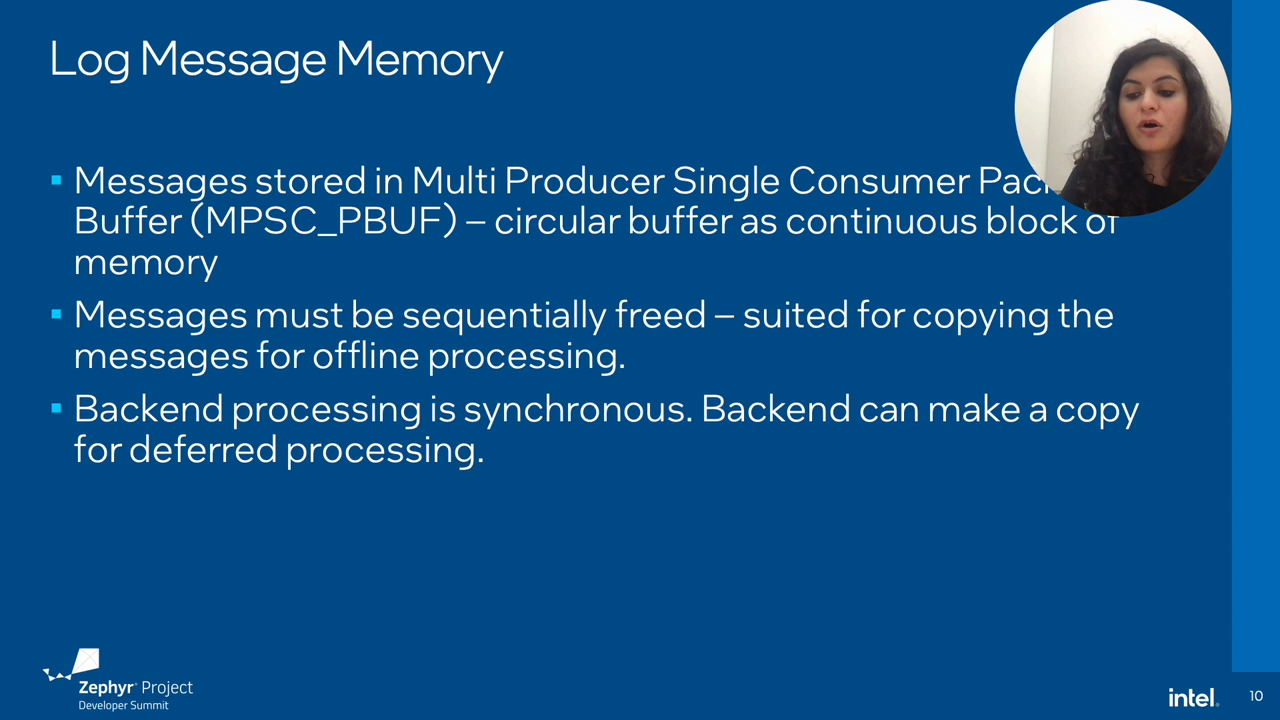 Log Message Memory
Messages stored in Multi Producer Single Consumer
Buffer (MPSC_PBUF) – circular buffer as continuous block of
memory
Messages must be sequentially freed – suited for copying the
messages for offline processing.
Backend processing is synchronous. Backend can make a copy
for deferred processing.
Zephyr Project
Developer Summit
intel.
10